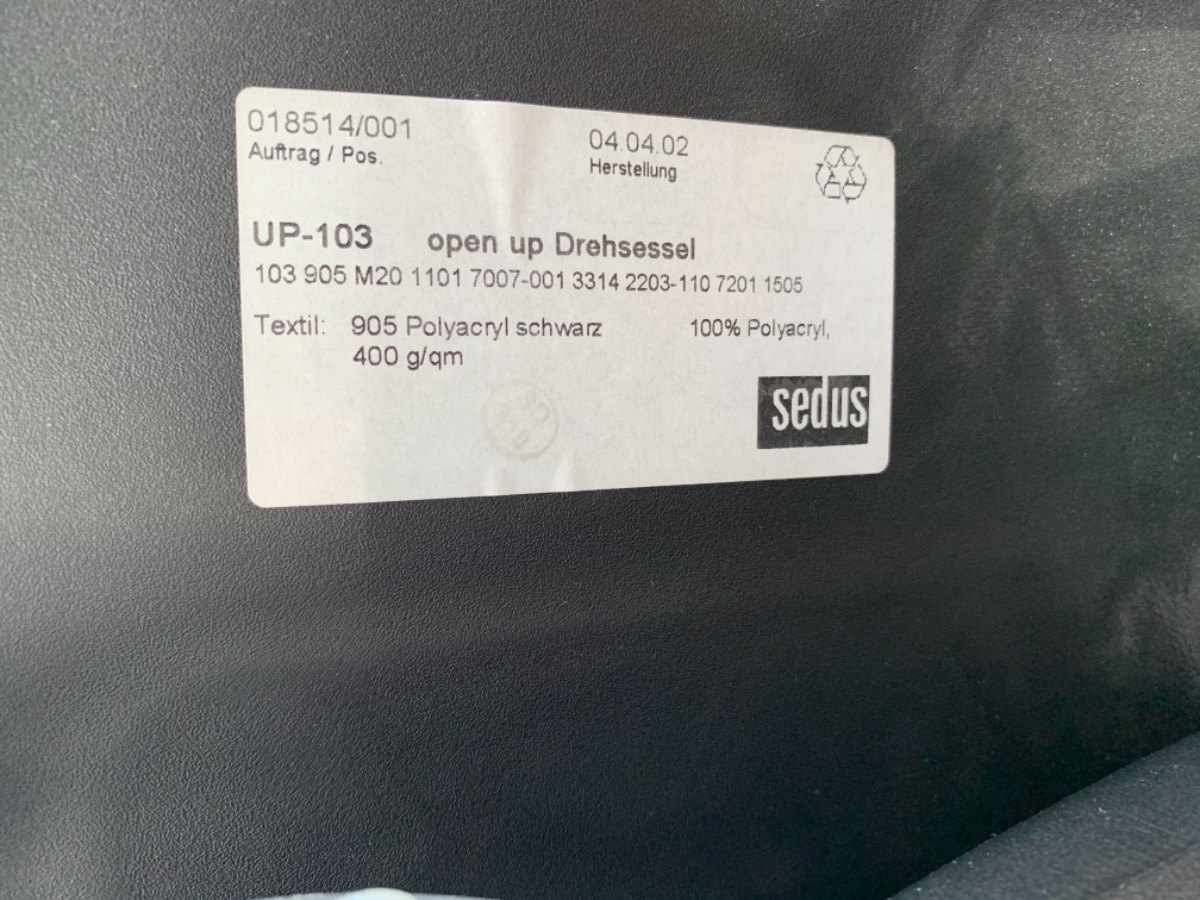 018514/001
Auftrag / Pos.
04.04.02
Herstellung
UP-103 open up Drehsessel
103 905 M20 1101 7007-001 3314 2203-110 7201 1505
Textil: 905 Polyacryl schwarz 100% Polyacryl,
400 g/qm
sedus